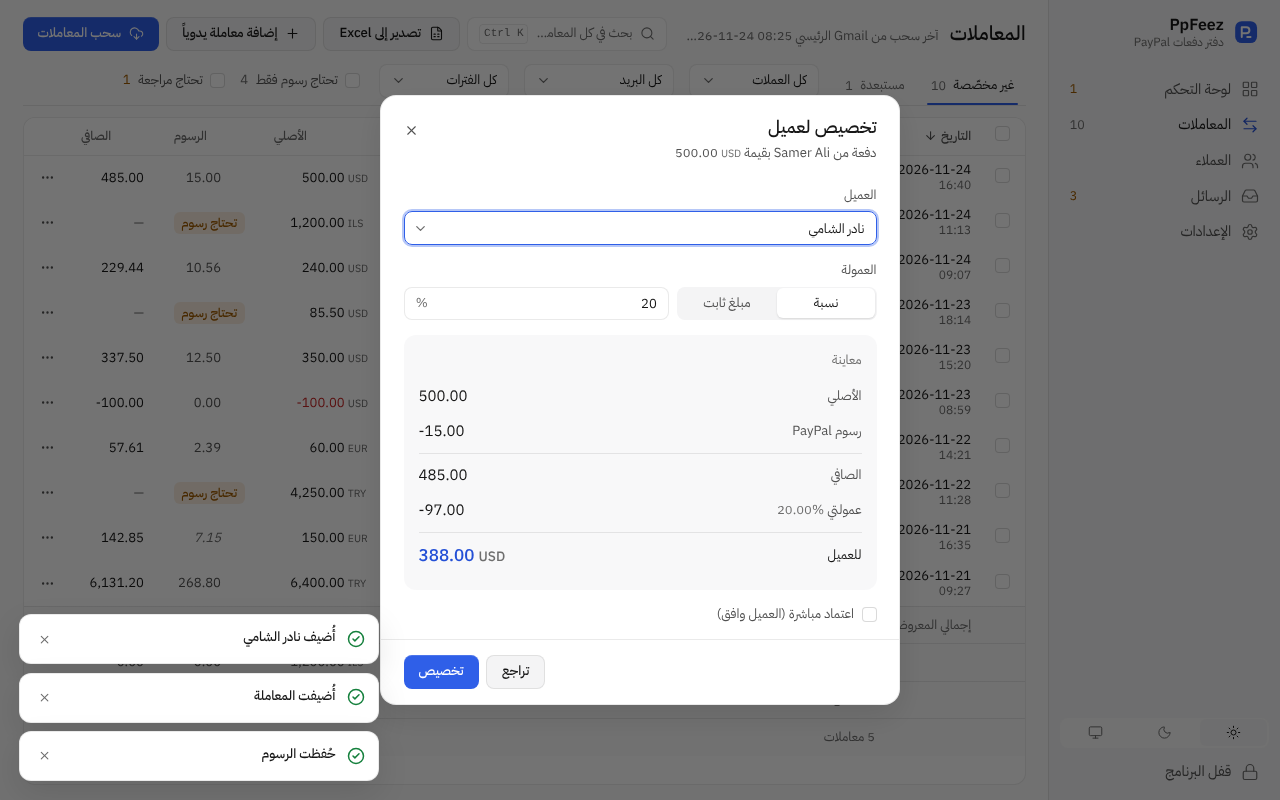 PpFeez
دفتر دفعات PayPal
لوحة التحكم 1
المعاملات 10
العملاء
الرسائل 3
الإعدادات
قفل البرنامج
المعاملات
آخر سحب من Gmail الرئيسي 08:25 24-11-26...
بحث في كل المعاه... Ctrl K
تصدير إلى Excel
إضافة معاملة يدوياً
سحب المعاملات
غير مخصّصة 10
مستبعدة 1
كل العملات
كل البريد
كل الفترات
تحتاج رسوم فقط 4
تحتاج مراجعة 1
التاريخ
الأصلي
الرسوم
الصافي
2026-11-24
16:40
500.00 USD
15.00
485.00
2026-11-24
11:13
1,200.00 ILS
تحتاج رسوم
—
2026-11-24
09:07
240.00 USD
10.56
229.44
2026-11-23
18:14
85.50 USD
تحتاج رسوم
—
2026-11-23
15:20
350.00 USD
12.50
337.50
2026-11-23
08:59
-100.00 USD
0.00
-100.00
2026-11-22
14:21
60.00 EUR
2.39
57.61
2026-11-22
11:28
4,250.00 TRY
تحتاج رسوم
—
2026-11-21
16:35
150.00 EUR
7.15
142.85
2026-11-21
09:27
6,400.00 TRY
268.80
6,131.20
إجمالي المعروض
5 معاملات
تخصيص لعميل
دفعة من Samer Ali بقيمة 500.00 USD
العميل
نادر الشامي
العمولة
نسبة
مبلغ ثابت
20 %
معاينة
الأصلي 500.00
رسوم PayPal -15.00
الصافي 485.00
عمولتي 20.00% -97.00
للعميل 388.00 USD
اعتماد مباشرة (العميل وافق)
تراجع
تخصيص
أُضيف نادر الشامي
أُضيفت المعاملة
حُفظت الرسوم